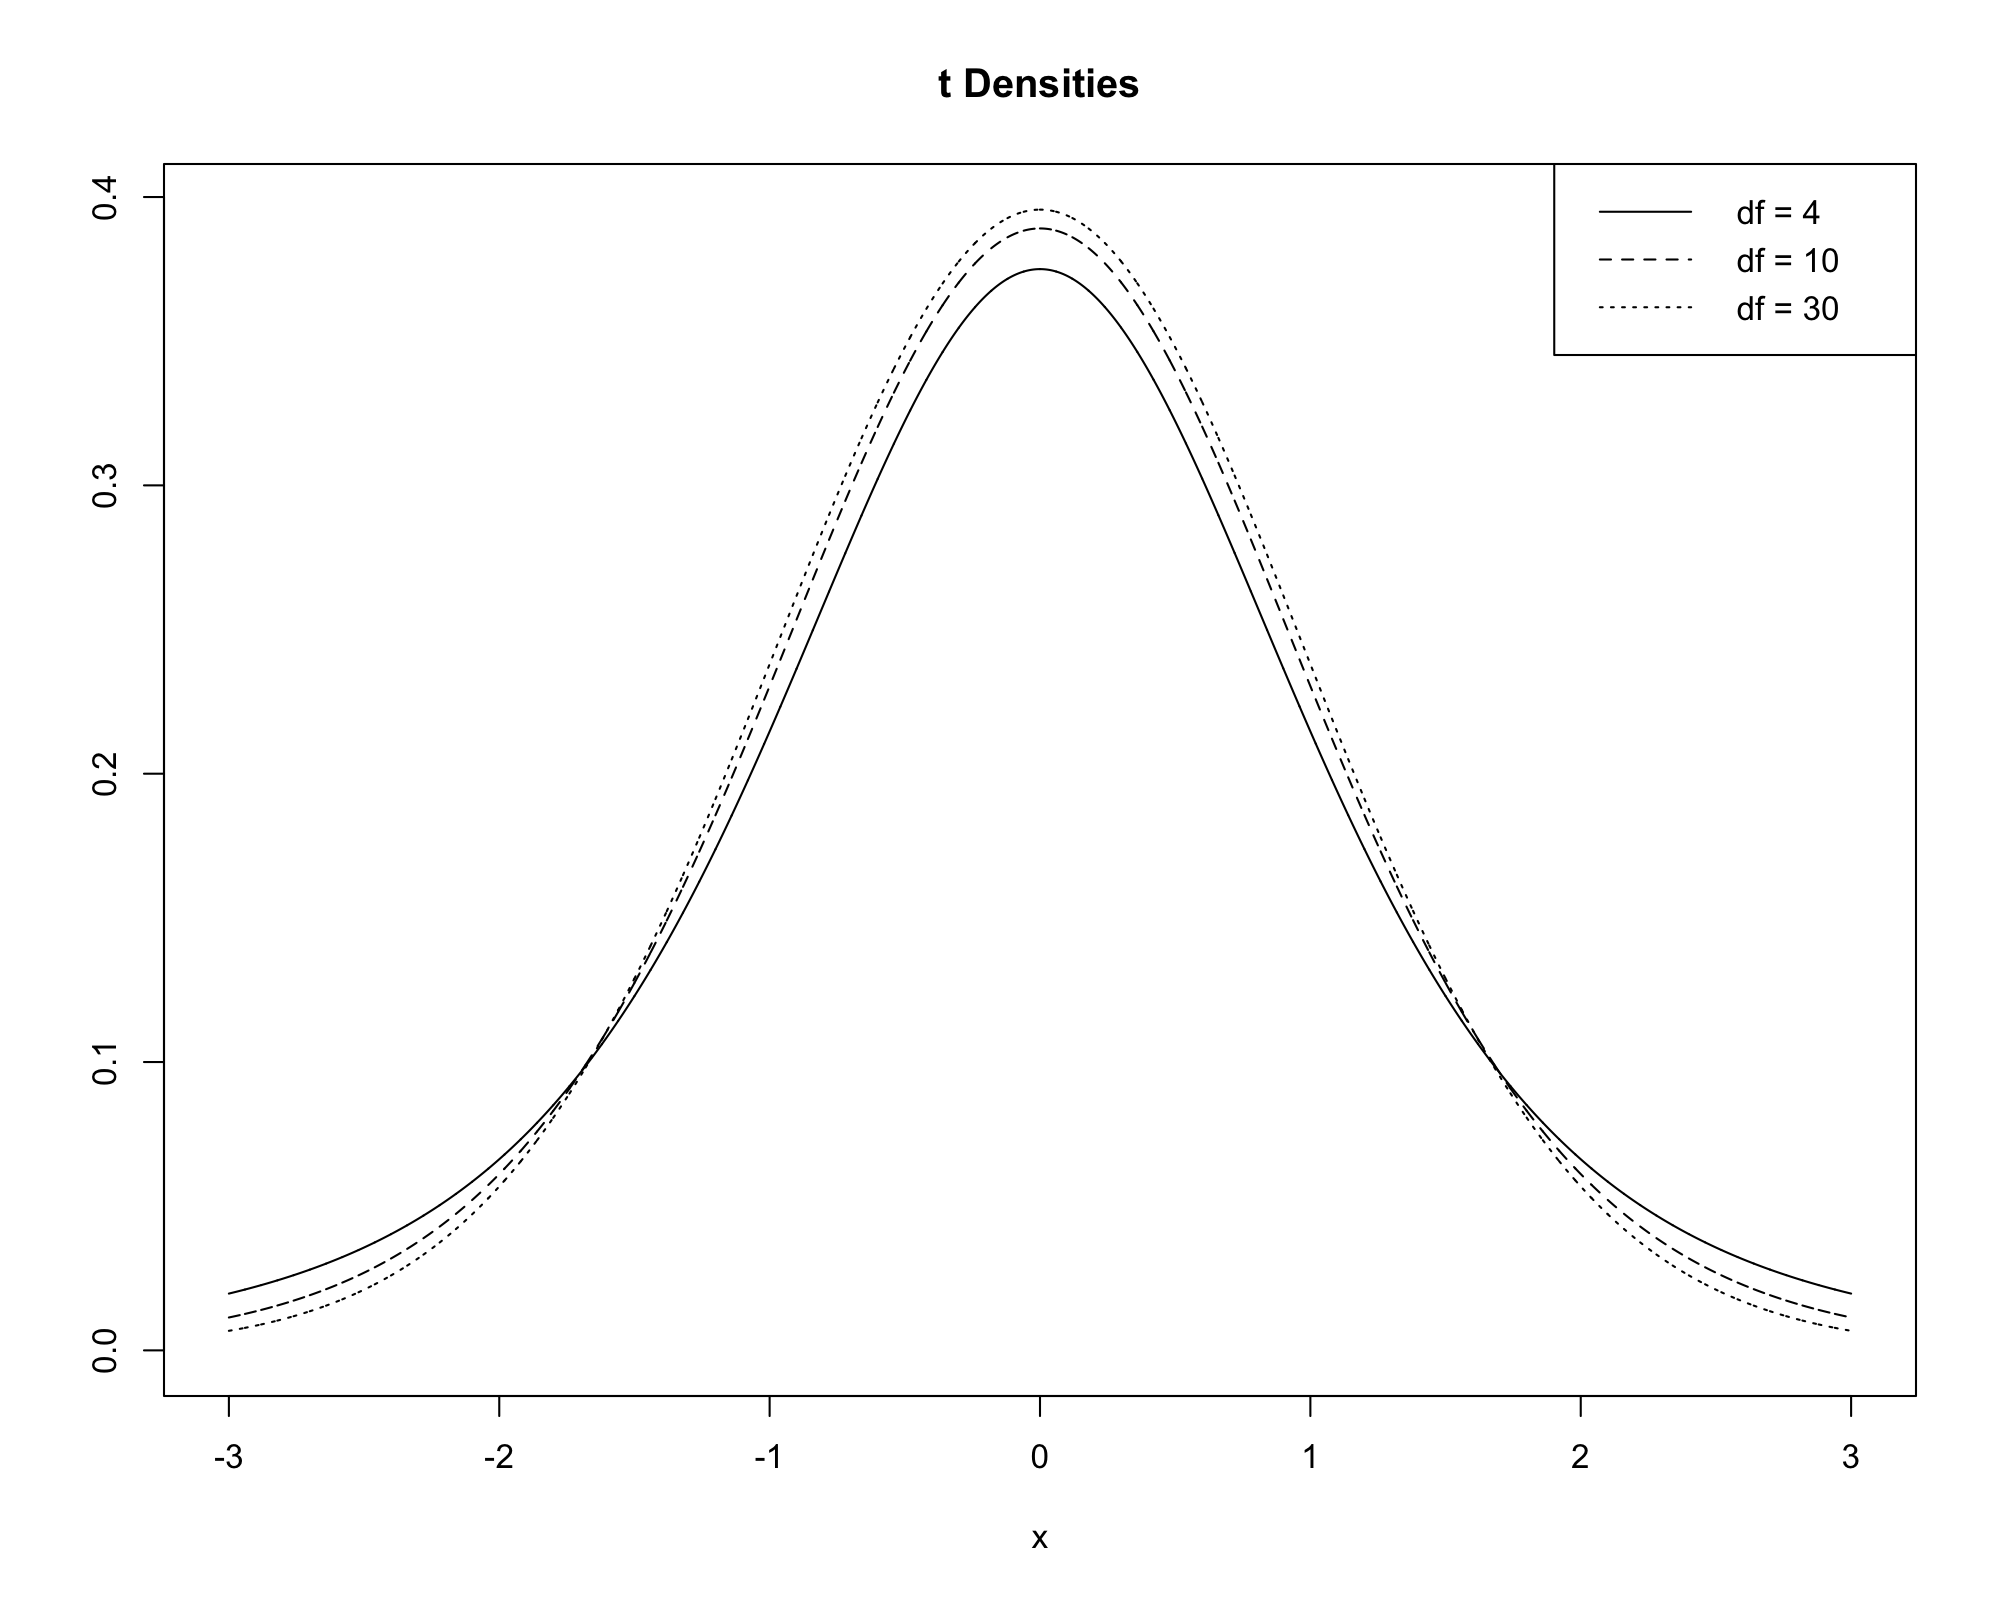 t Densities
df = 4
df = 10
df = 30
0.4
0.3
0.2
0.1
0.0
-3 -2 -1 0 1 2 3
x